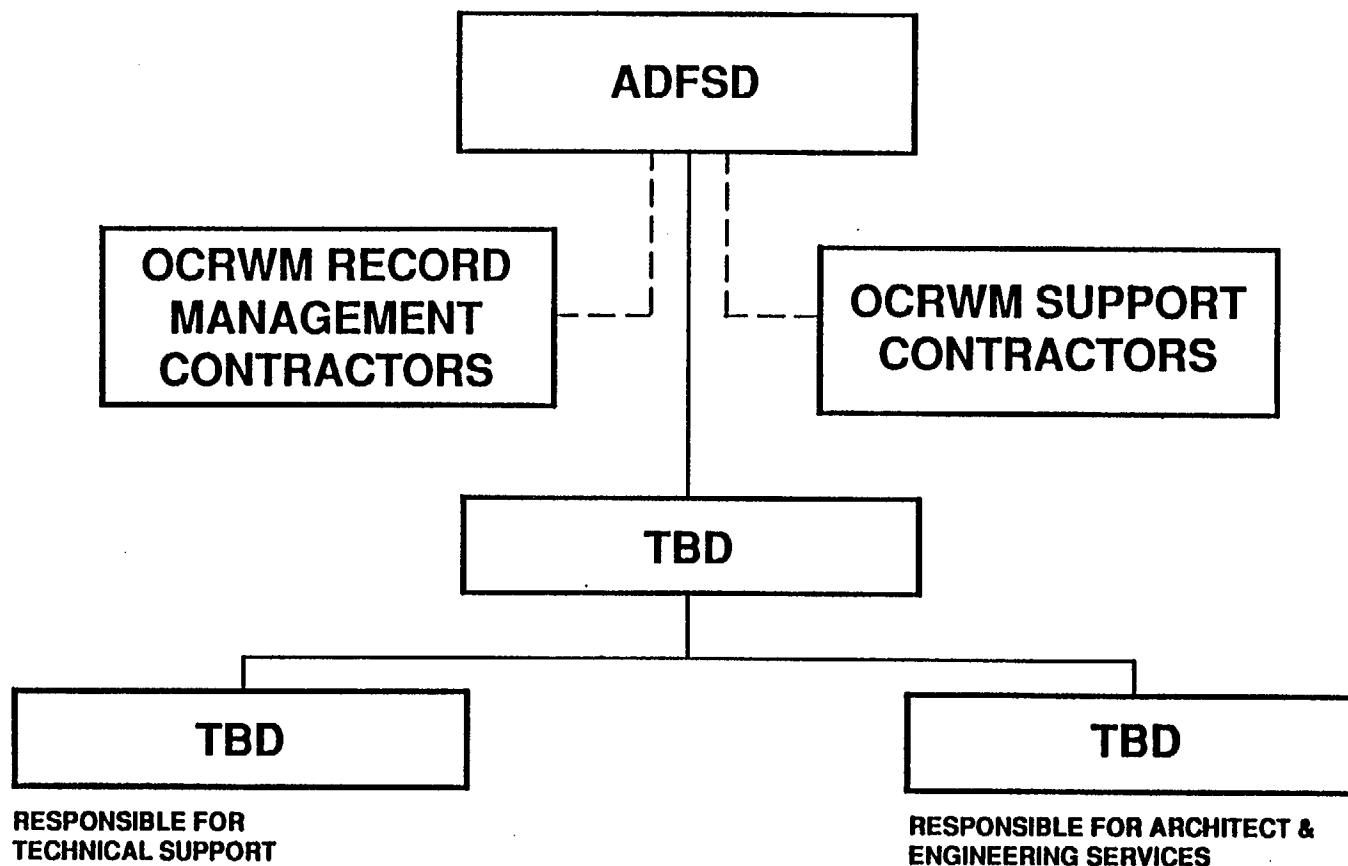 ADFSD
OCRWM RECORD
MANAGEMENT
CONTRACTORS
OCRWM SUPPORT
CONTRACTORS
TBD
TBD
RESPONSIBLE FOR
TECHNICAL SUPPORT
TBD
RESPONSIBLE FOR ARCHITECT &
ENGINEERING SERVICES